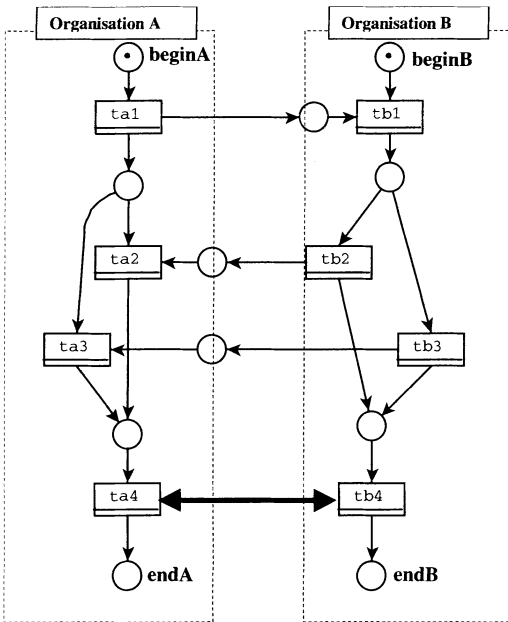 Organisation A
Organisation B
beginA
beginB
ta1
tb1
ta2
tb2
ta3
tb3
ta4
tb4
endA
endB